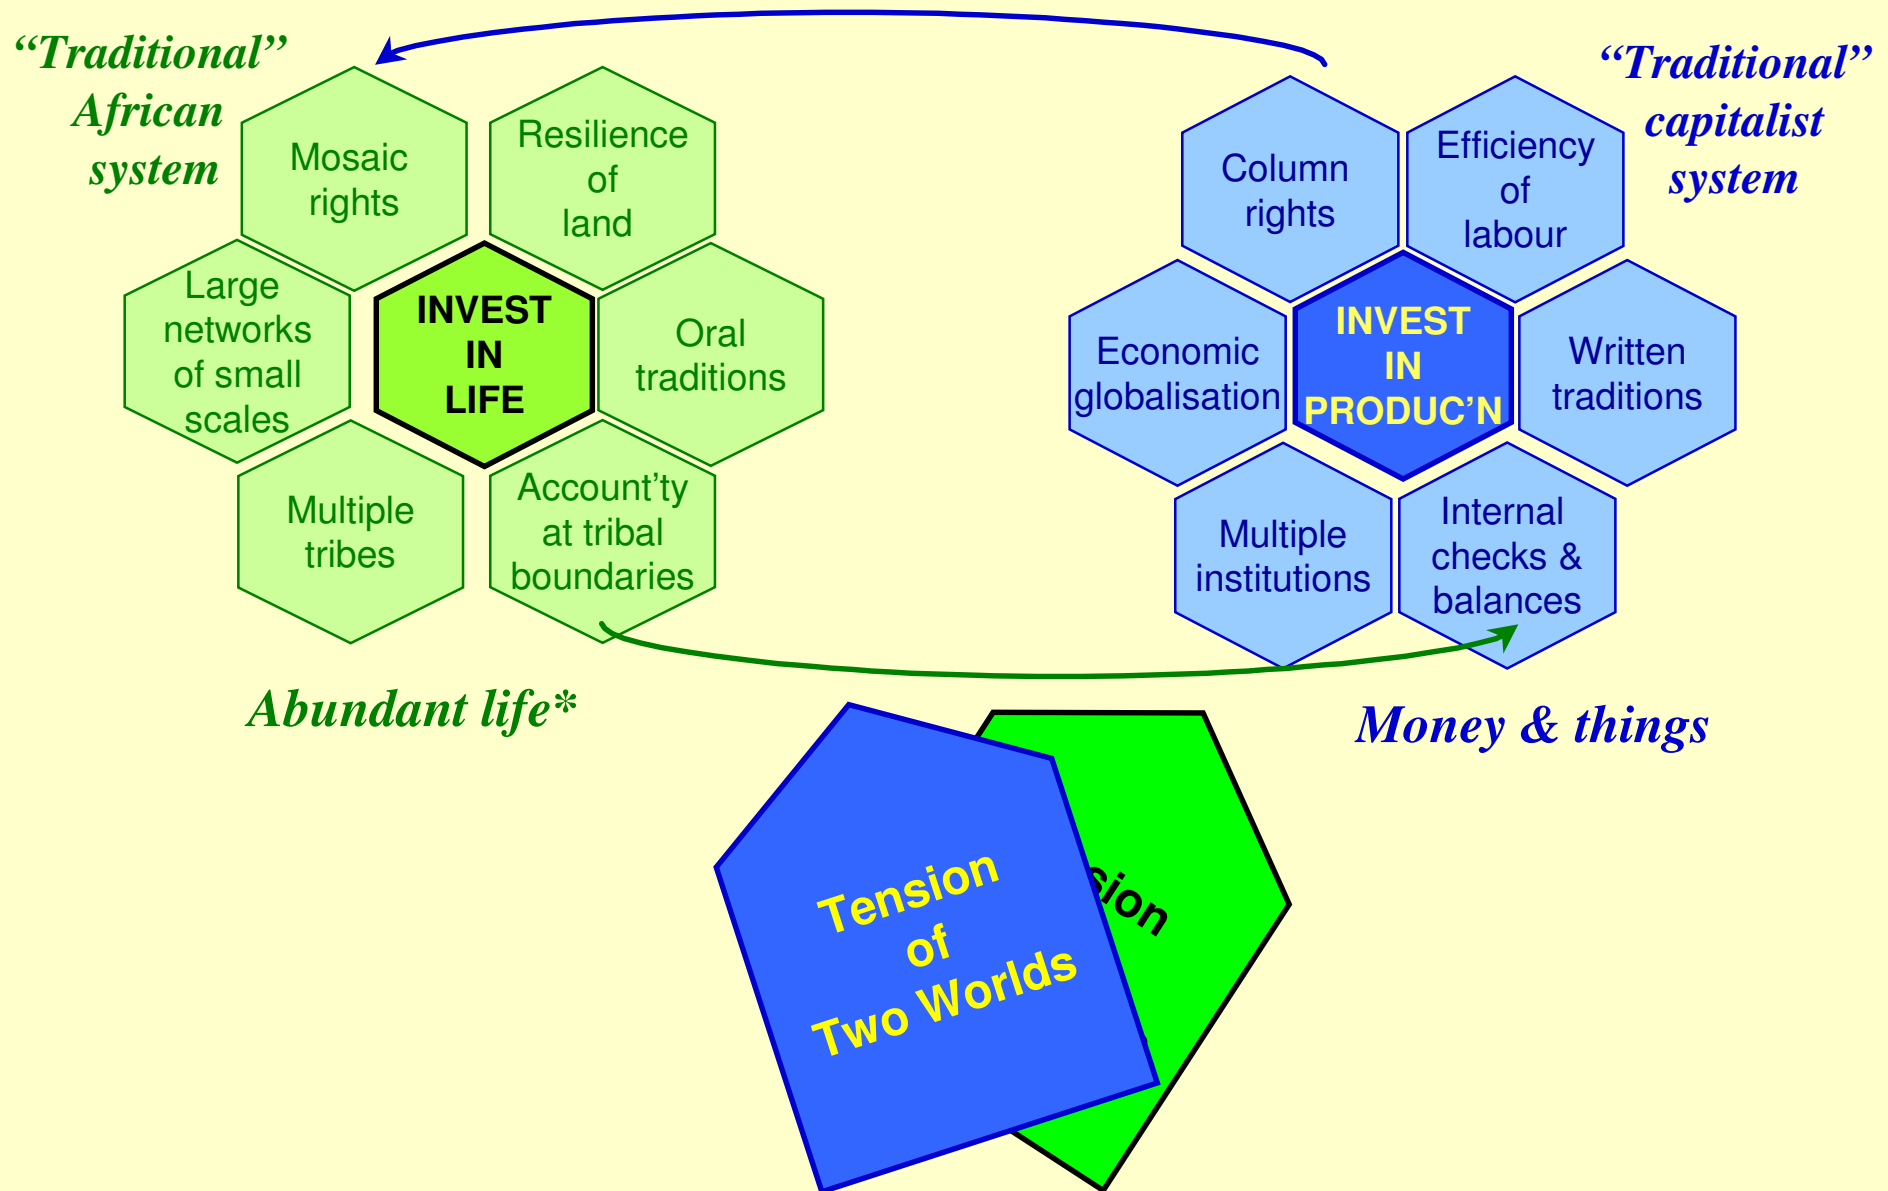 “Traditional”
African
system
Mosaic
rights
Resilience
of
land
Large
networks
of small
scales
INVEST
IN
LIFE
Oral
traditions
Multiple
tribes
Account’ty
at tribal
boundaries
Abundant life*
“Traditional”
capitalist
system
Column
rights
Efficiency
of
labour
Economic
globalisation
INVEST
IN
PRODUC’N
Written
traditions
Multiple
institutions
Internal
checks &
balances
Money & things
Tension
of
Two Worlds
sion